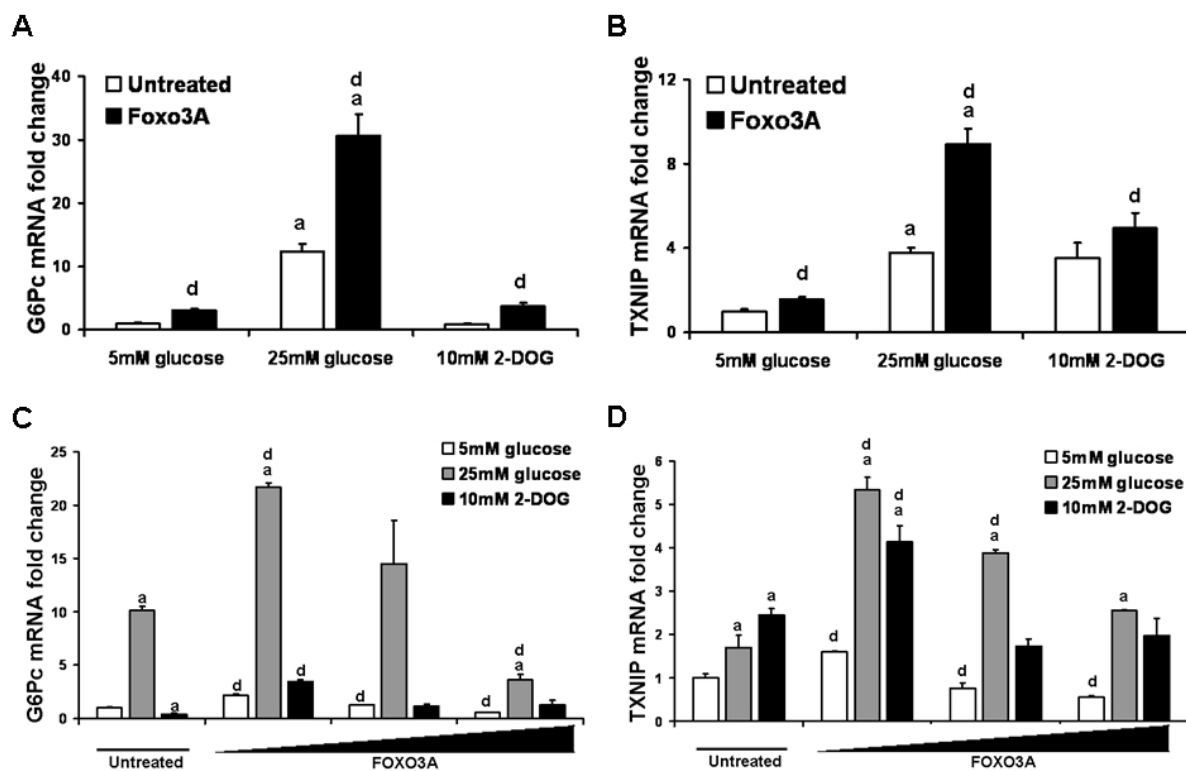 A
G6Pc mRNA fold change
40
30
20
10
0
Untreated
Foxo3A
a
d
a
d
d
5mM glucose 25mM glucose 10mM 2-DOG
B
TXNIP mRNA fold change
12
8
4
0
Untreated
Foxo3A
d
a
d
a
d
5mM glucose 25mM glucose 10mM 2-DOG
C
G6Pc mRNA fold change
25
20
15
10
5
0
5mM glucose
25mM glucose
10mM 2-DOG
d
a
a
a
d
d
d
d
d
a
Untreated FOXO3A
D
TXNIP mRNA fold change
6
5
4
3
2
1
0
5mM glucose
25mM glucose
10mM 2-DOG
d
a
d
a
d
a
a
a
a
d
d
d
Untreated FOXO3A